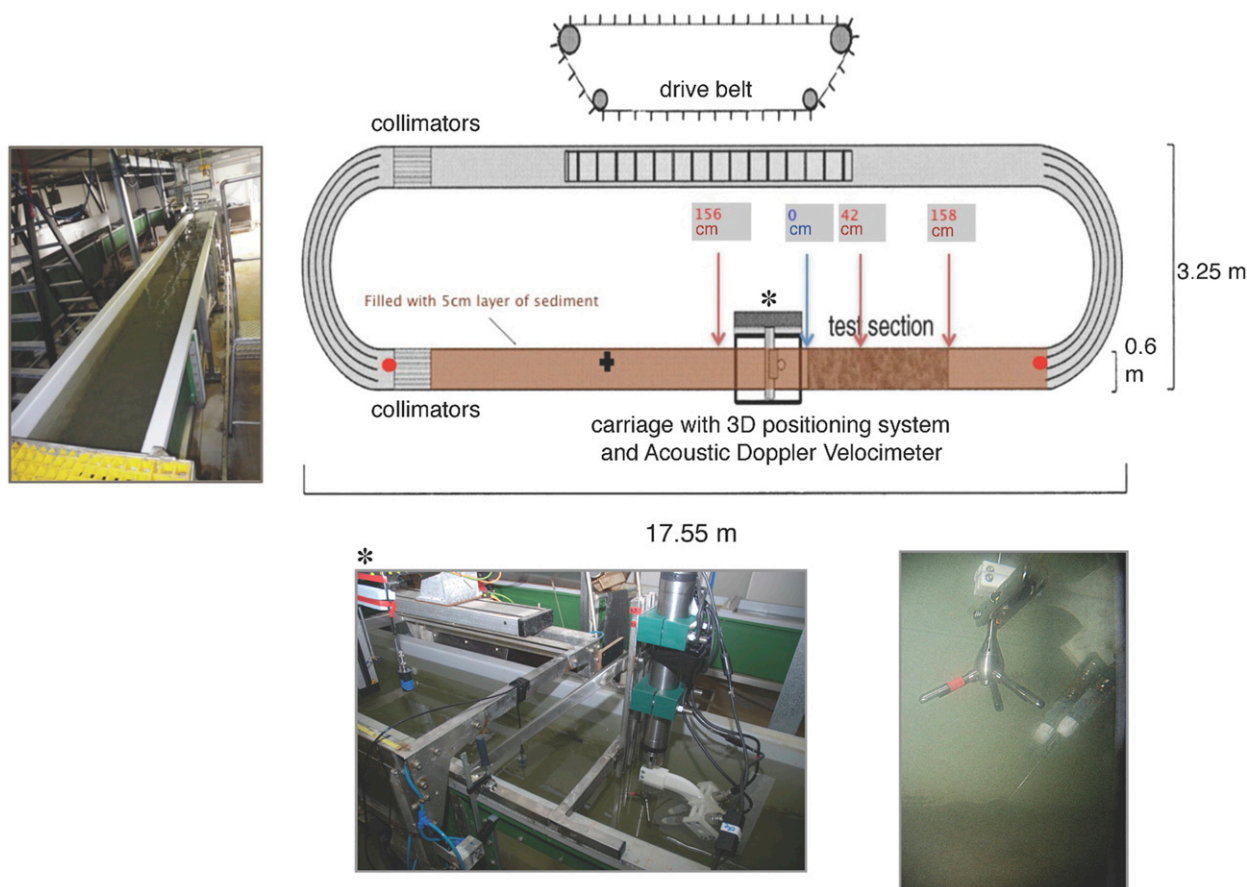 drive belt
collimators
156
cm
0
cm
42
cm
158
cm
3.25 m
Filled with 5cm layer of sediment
*
test section
0.6
m
collimators
carriage with 3D positioning system
and Acoustic Doppler Velocimeter
17.55 m
*